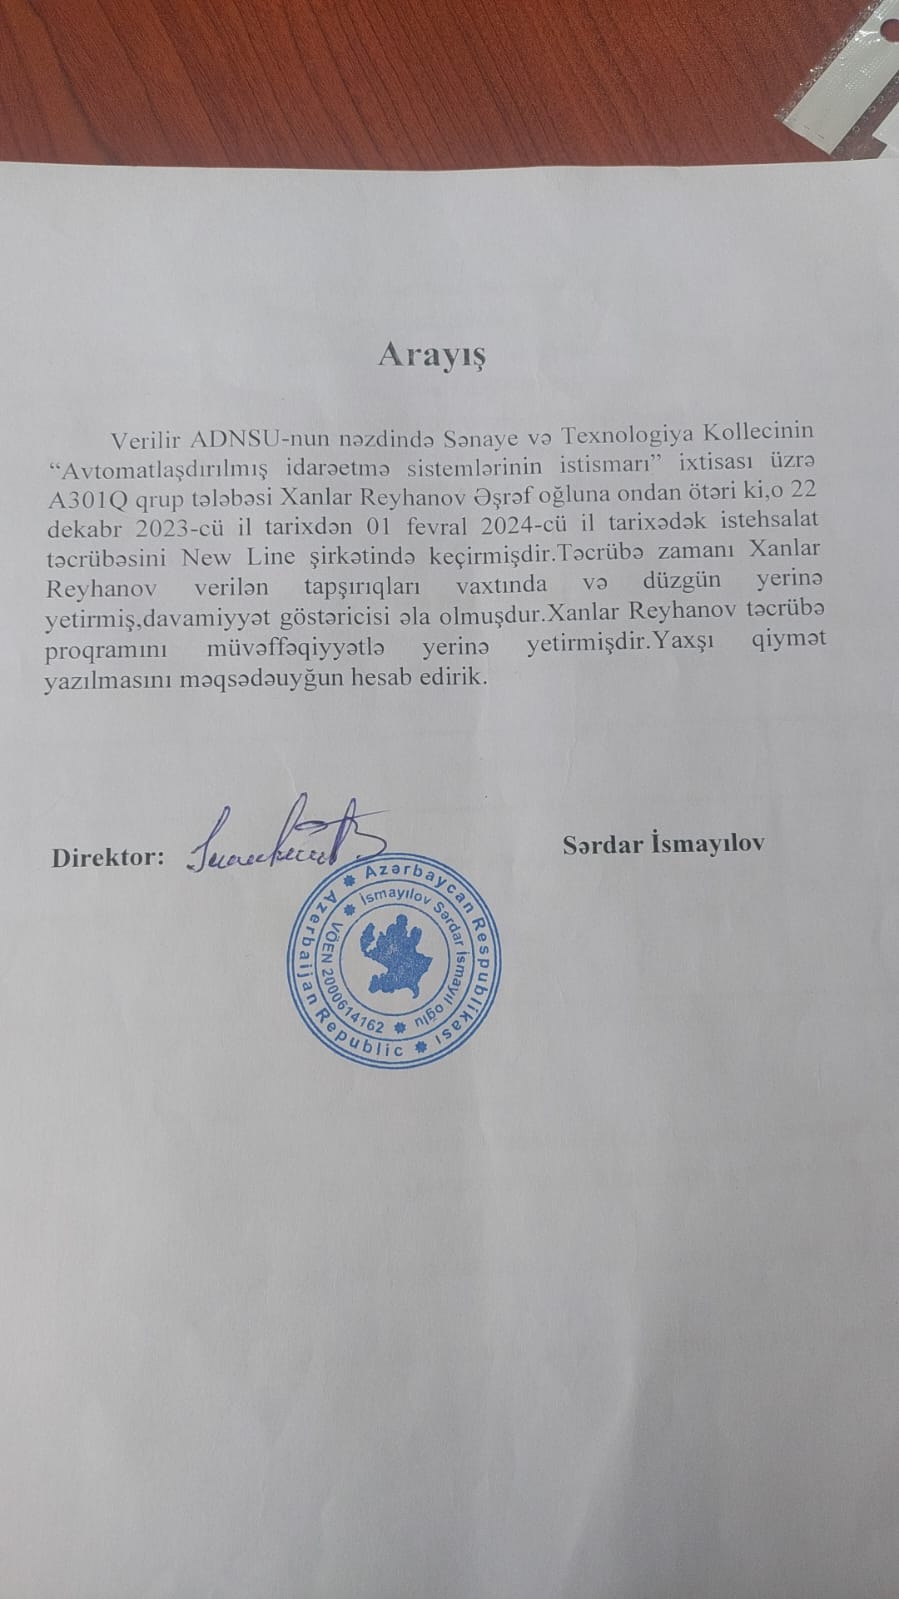 Arayış
Verilir ADNSU-nun nəzdində Sənaye və Texnologiya Kollecinin
“Avtomatlaşdırılmış idarəetmə sistemlərinin istismarı” ixtisası üzrə
A301Q qrup tələbəsi Xanlar Reyhanov Əşrəf oğluna ondan ötəri ki,o 22
dekabr 2023-cü il tarixdən 01 fevral 2024-cü il tarixədək istehsalat
təcrübəsini New Line şirkətində keçirmişdir.Təcrübə zamanı Xanlar
Reyhanov verilən tapşırıqları vaxtında və düzgün yerinə
yetirmiş,davamiyyət göstəricisi əla olmuşdur.Xanlar Reyhanov təcrübə
proqramını müvəffəqiyyətlə yerinə yetirmişdir.Yaxşı qiymət
yazılmasını məqsədəuyğun hesab edirik.
Direktor:
Sərdar İsmayılov
Azərbaycan Respublikası
Azerbaijan Republic
İsmayılov Sərdar İsmayıl oğlu
VÖEN 2000614162